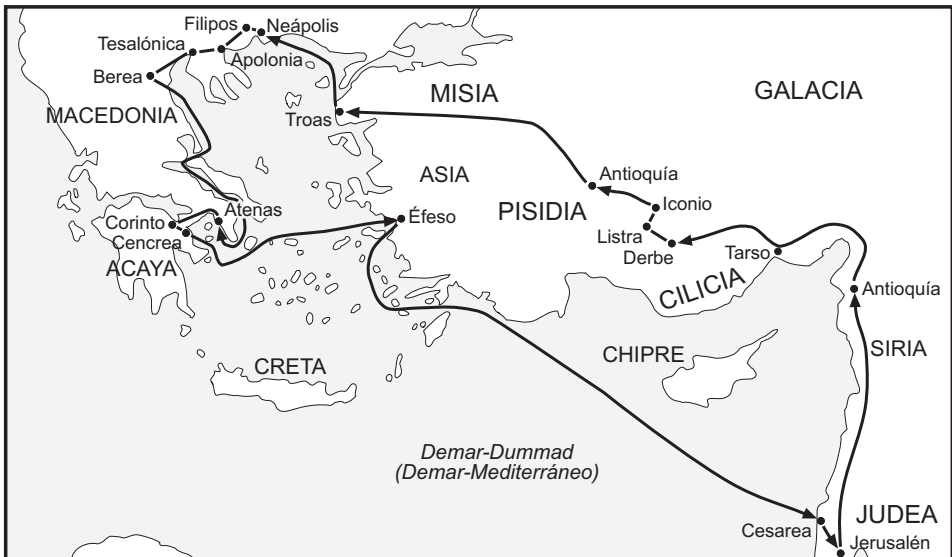 Filipos
Neápolis
Tesalónica
Apolonia
Berea
MISIA
GALACIA
MACEDONIA
Troas
ASIA
Antioquía
Iconio
PISIDIA
Atenas
Éfeso
Corinto
Cencrea
Listra
Derbe
Tarso
ACAYA
CILICIA
Antioquía
CHIPRE
SIRIA
CRETA
Demar-Dummad
(Demar-Mediterráneo)
Cesarea
JUDEA
Jerusalén